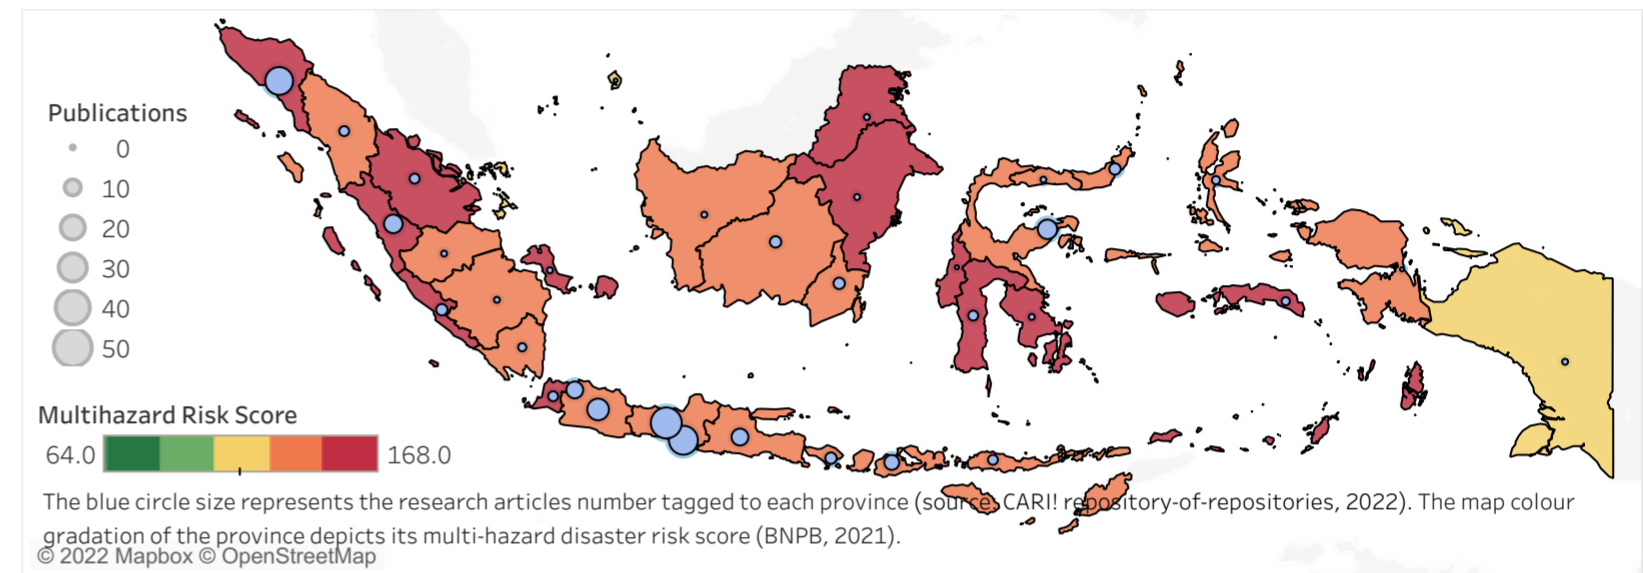 Publications
0
10
20
30
40
50
Multihazard Risk Score
64.0 168.0
The blue circle size represents the research articles number tagged to each province (source: CARI! repository-of-repositories, 2022). The map colour
gradation of the province depicts its multi-hazard disaster risk score (BNPB, 2021).
© 2022 Mapbox © OpenStreetMap